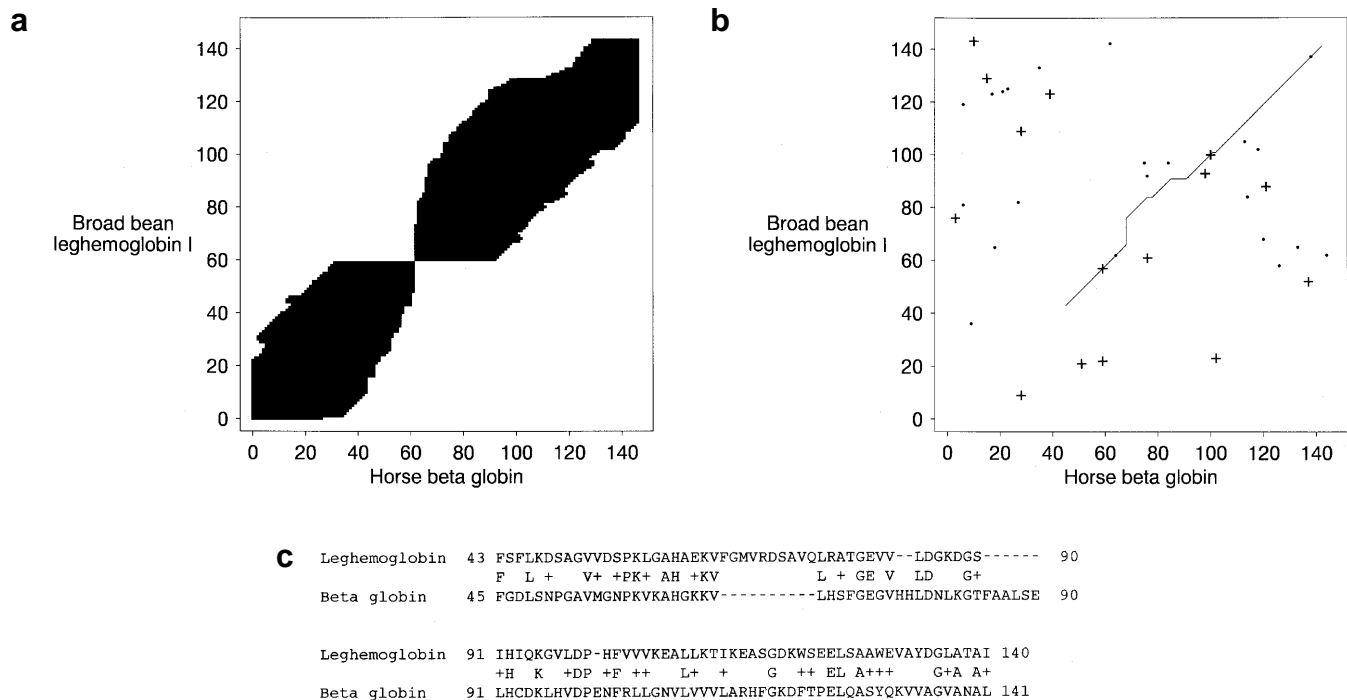 a
140
120
100
80
60
40
20
0
Broad bean
leghemoglobin I
0 20 40 60 80 100 120 140
Horse beta globin
b
140
120
100
80
60
40
20
0
Broad bean
leghemoglobin I
0 20 40 60 80 100 120 140
Horse beta globin
c
Leghemoglobin 43 FSFLKDSAGVVDSPKLGAHAEKVFGMVRDSAVQLRATGEVV--LDGKDGS------ 90
F L + V+ +PK+ AH +KV L + GE V LD G+
Beta globin 45 FGDLSNPGAVMGNPKVKAHGKKV----------LHSFGEGVHHLDNLKGTFAALSE 90
Leghemoglobin 91 IHIQKGVLDP-HFVVVKEALLKTIKEASGDKWSEELSAAWEVAYDGLATAI 140
+H K +DP +F ++ L+ + G ++ EL A+++ G+A A+
Beta globin 91 LHCDKLHVDPENFRLLGNVLVVVLARHFGKDFTPELQASYQKVVAGVANAL 141